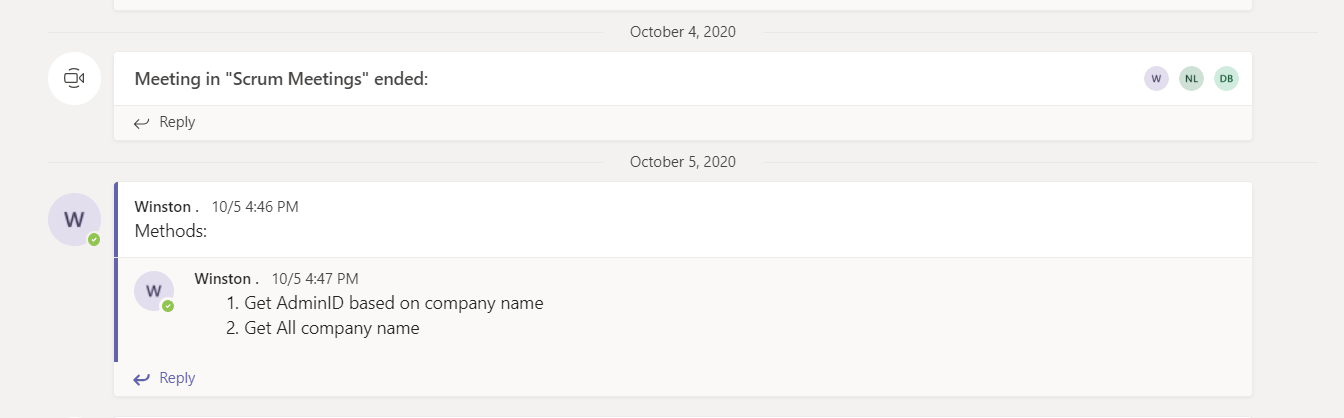 October 4, 2020
Meeting in "Scrum Meetings" ended:
W NL DB
Reply
October 5, 2020
W
Winston . 10/5 4:46 PM
Methods:
W
Winston . 10/5 4:47 PM
1. Get AdminID based on company name
2. Get All company name
Reply